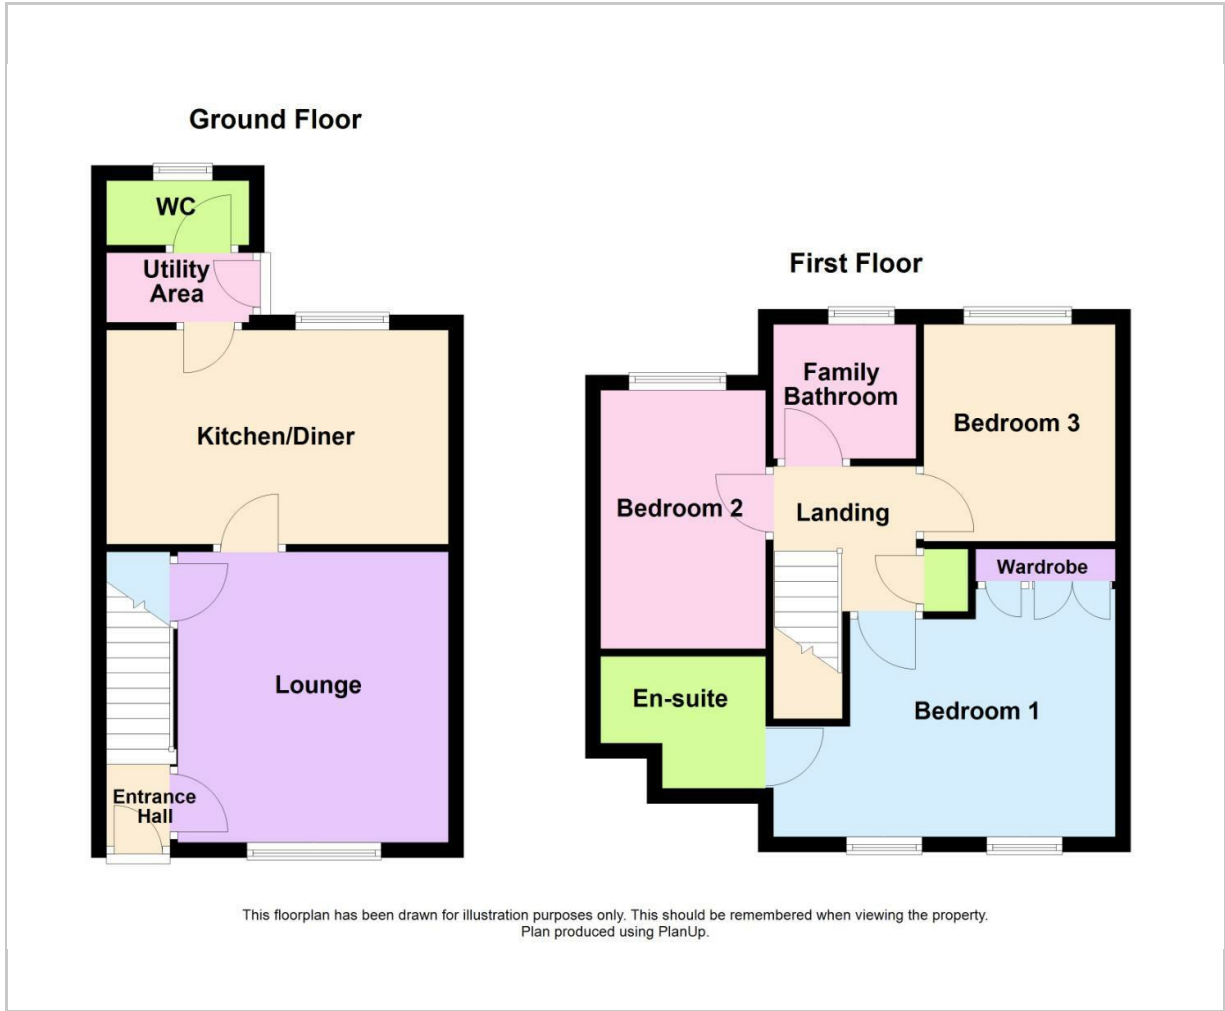 Ground Floor
WC
Utility
Area
Kitchen/Diner
Lounge
Entrance
Hall
First Floor
Family
Bathroom
Bedroom 3
Bedroom 2
Landing
Wardrobe
En-suite
Bedroom 1
This floorplan has been drawn for illustration purposes only. This should be remembered when viewing the property.
Plan produced using PlanUp.